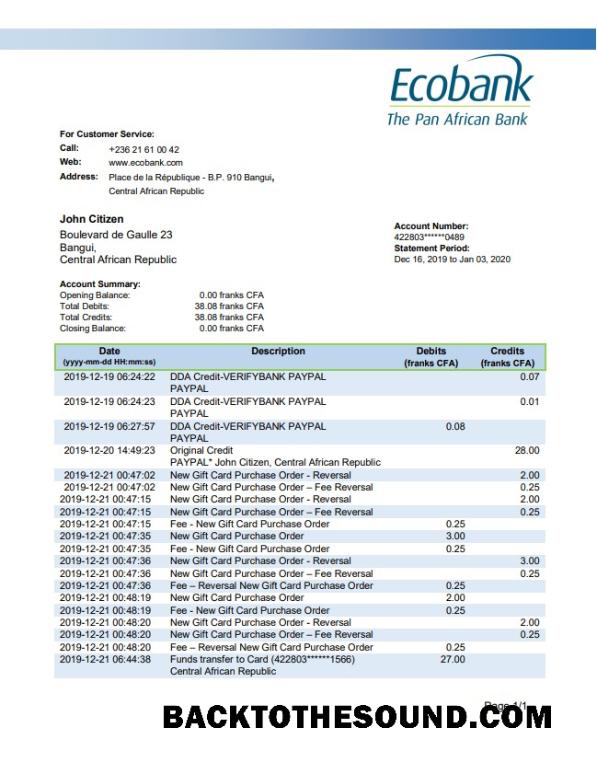 Ecobank
The Pan African Bank
For Customer Service:
Call: +236 21 61 00 42
Web: www.ecobank.com
Address: Place de la République - B.P. 910 Bangui,
Central African Republic
John Citizen
Boulevard de Gaulle 23
Bangui,
Central African Republic
Account Number:
422803******0489
Statement Period:
Dec 16, 2019 to Jan 03, 2020
Account Summary:
Opening Balance: 0.00 franks CFA
Total Debits: 38.08 franks CFA
Total Credits: 38.08 franks CFA
Closing Balance: 0.00 franks CFA
Date Description Debits Credits
(yyyy-mm-dd HH:mm:ss) (franks CFA) (franks CFA)
2019-12-19 06:24:22 DDA Credit-VERIFYBANK PAYPAL 0.07
PAYPAL
2019-12-19 06:24:23 DDA Credit-VERIFYBANK PAYPAL 0.01
PAYPAL
2019-12-19 06:27:57 DDA Credit-VERIFYBANK PAYPAL 0.08
PAYPAL
2019-12-20 14:49:23 Original Credit 28.00
PAYPAL* John Citizen, Central African Republic
2019-12-21 00:47:02 New Gift Card Purchase Order - Reversal 2.00
2019-12-21 00:47:02 New Gift Card Purchase Order – Fee Reversal 0.25
2019-12-21 00:47:15 New Gift Card Purchase Order - Reversal 2.00
2019-12-21 00:47:15 New Gift Card Purchase Order – Fee Reversal 0.25
2019-12-21 00:47:15 Fee - New Gift Card Purchase Order 0.25
2019-12-21 00:47:35 New Gift Card Purchase Order 3.00
2019-12-21 00:47:35 Fee - New Gift Card Purchase Order 0.25
2019-12-21 00:47:36 New Gift Card Purchase Order - Reversal 3.00
2019-12-21 00:47:36 New Gift Card Purchase Order – Fee Reversal 0.25
2019-12-21 00:47:36 Fee – Reversal New Gift Card Purchase Order 0.25
2019-12-21 00:48:19 New Gift Card Purchase Order 2.00
2019-12-21 00:48:19 Fee - New Gift Card Purchase Order 0.25
2019-12-21 00:48:20 New Gift Card Purchase Order - Reversal 2.00
2019-12-21 00:48:20 New Gift Card Purchase Order – Fee Reversal 0.25
2019-12-21 00:48:20 Fee – Reversal New Gift Card Purchase Order 0.25
2019-12-21 06:44:38 Funds transfer to Card (422803******1566) 27.00
Central African Republic
Page 1/1
BACKTOTHESOUND.COM